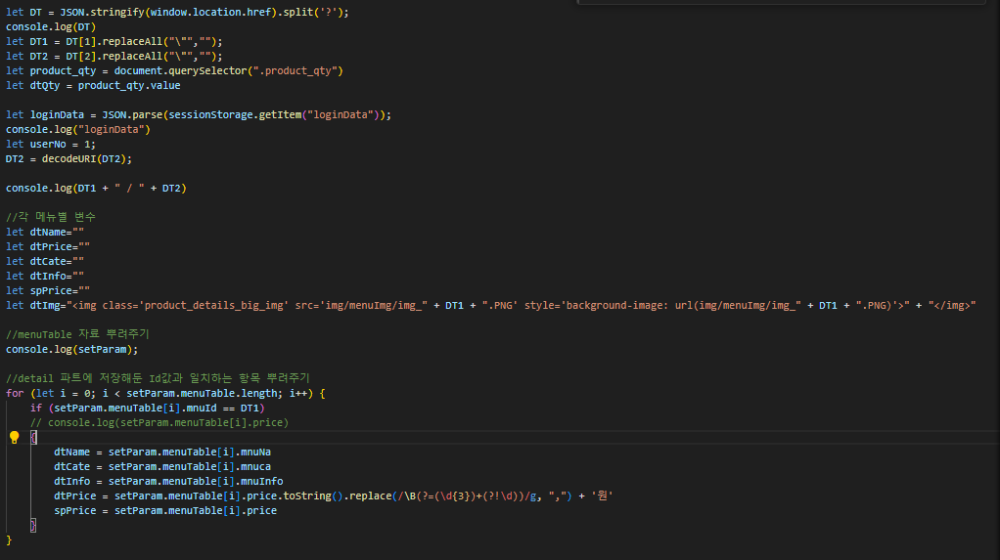 let DT = JSON.stringify(window.location.href).split('?');
console.log(DT)
let DT1 = DT[1].replaceAll("\"","");
let DT2 = DT[2].replaceAll("\"","");
let product_qty = document.querySelector(".product_qty")
let dtQty = product_qty.value
let loginData = JSON.parse(sessionStorage.getItem("loginData"));
console.log("loginData")
let userNo = 1;
DT2 = decodeURI(DT2);
console.log(DT1 + " / " + DT2)
//각 메뉴별 변수
let dtName=""
let dtPrice=""
let dtCate=""
let dtInfo=""
let spPrice=""
let dtImg="<img class='product_details_big_img' src='img/menuImg/img_" + DT1 + ".PNG' style='background-image: url(img/menuImg/img_" + DT1 + ".PNG)'>" + "</img>"
//menuTable 자료 뿌려주기
console.log(setParam);
//detail 파트에 저장해둔 Id값과 일치하는 항목 뿌려주기
for (let i = 0; i < setParam.menuTable.length; i++) {
if (setParam.menuTable[i].mnuId == DT1)
// console.log(setParam.menuTable[i].price)
{
dtName = setParam.menuTable[i].mnuNa
dtCate = setParam.menuTable[i].mnuca
dtInfo = setParam.menuTable[i].mnuInfo
dtPrice = setParam.menuTable[i].price.toString().replace(/\B(?=(\d{3})+(?!\d))/g, ",") + '원'
spPrice = setParam.menuTable[i].price
}
}